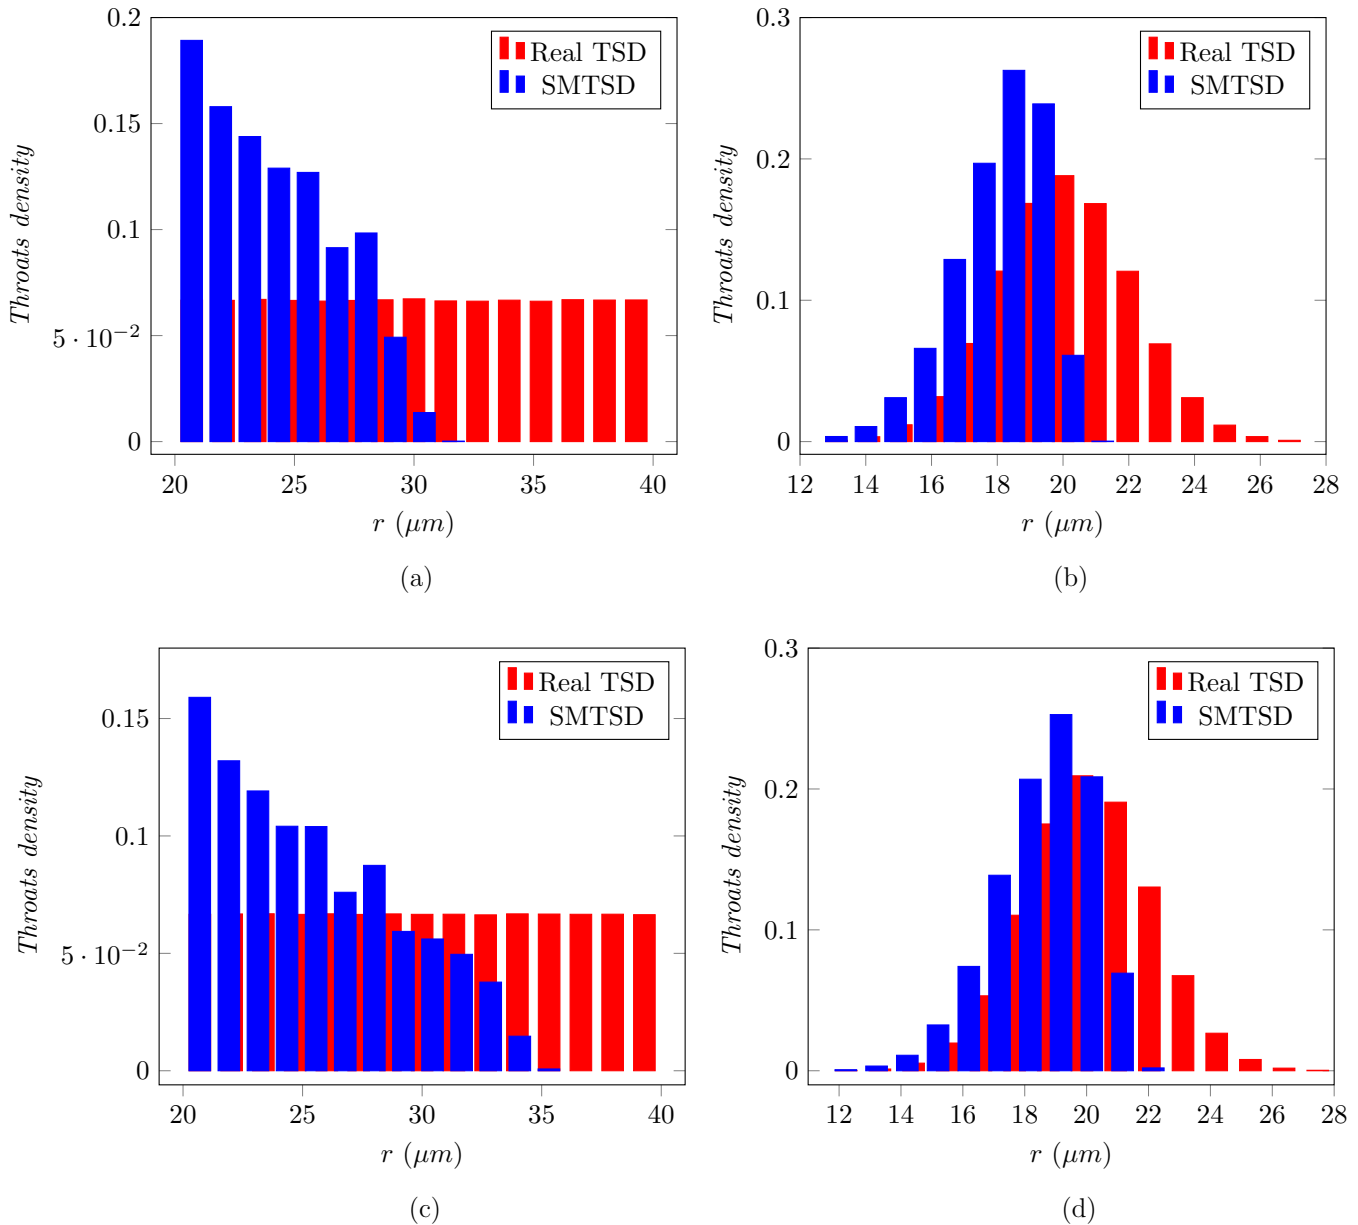 0.2
0.15
0.1
5 · 10⁻²
0
Throats density
20 25 30 35 40
r (μm)
Real TSD
SMTSD
(a)
0.3
0.2
0.1
0
Throats density
12 14 16 18 20 22 24 26 28
r (μm)
Real TSD
SMTSD
(b)
0.15
0.1
5 · 10⁻²
0
Throats density
20 25 30 35 40
r (μm)
Real TSD
SMTSD
(c)
0.3
0.2
0.1
0
Throats density
12 14 16 18 20 22 24 26 28
r (μm)
Real TSD
SMTSD
(d)